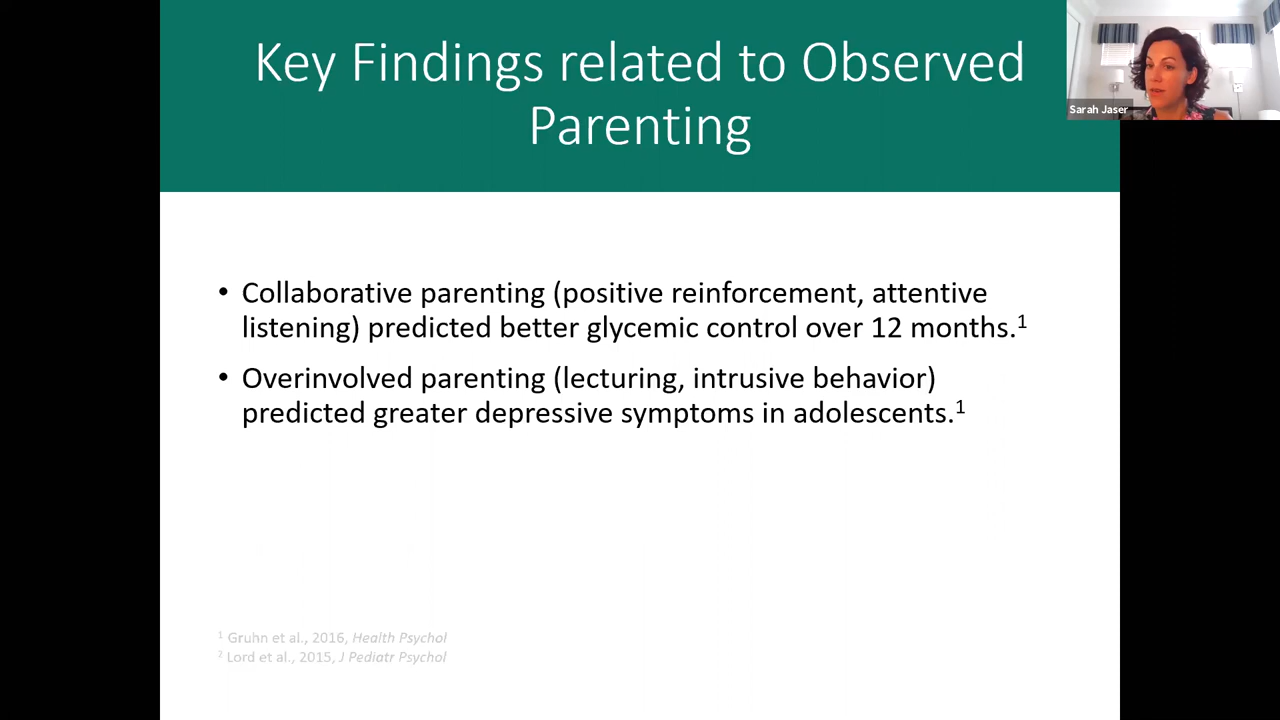 Key Findings related to Observed
Parenting
Sarah Jaser
• Collaborative parenting (positive reinforcement, attentive
listening) predicted better glycemic control over 12 months.¹
• Overinvolved parenting (lecturing, intrusive behavior)
predicted greater depressive symptoms in adolescents.¹
¹ Gruhn et al., 2016, Health Psychol
² Lord et al., 2015, J Pediatr Psychol